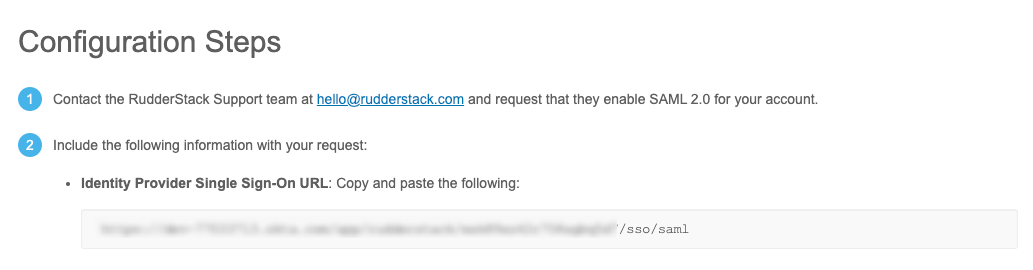 Configuration Steps
1 Contact the RudderStack Support team at hello@rudderstack.com and request that they enable SAML 2.0 for your account.
2 Include the following information with your request:
• Identity Provider Single Sign-On URL: Copy and paste the following:
/sso/saml